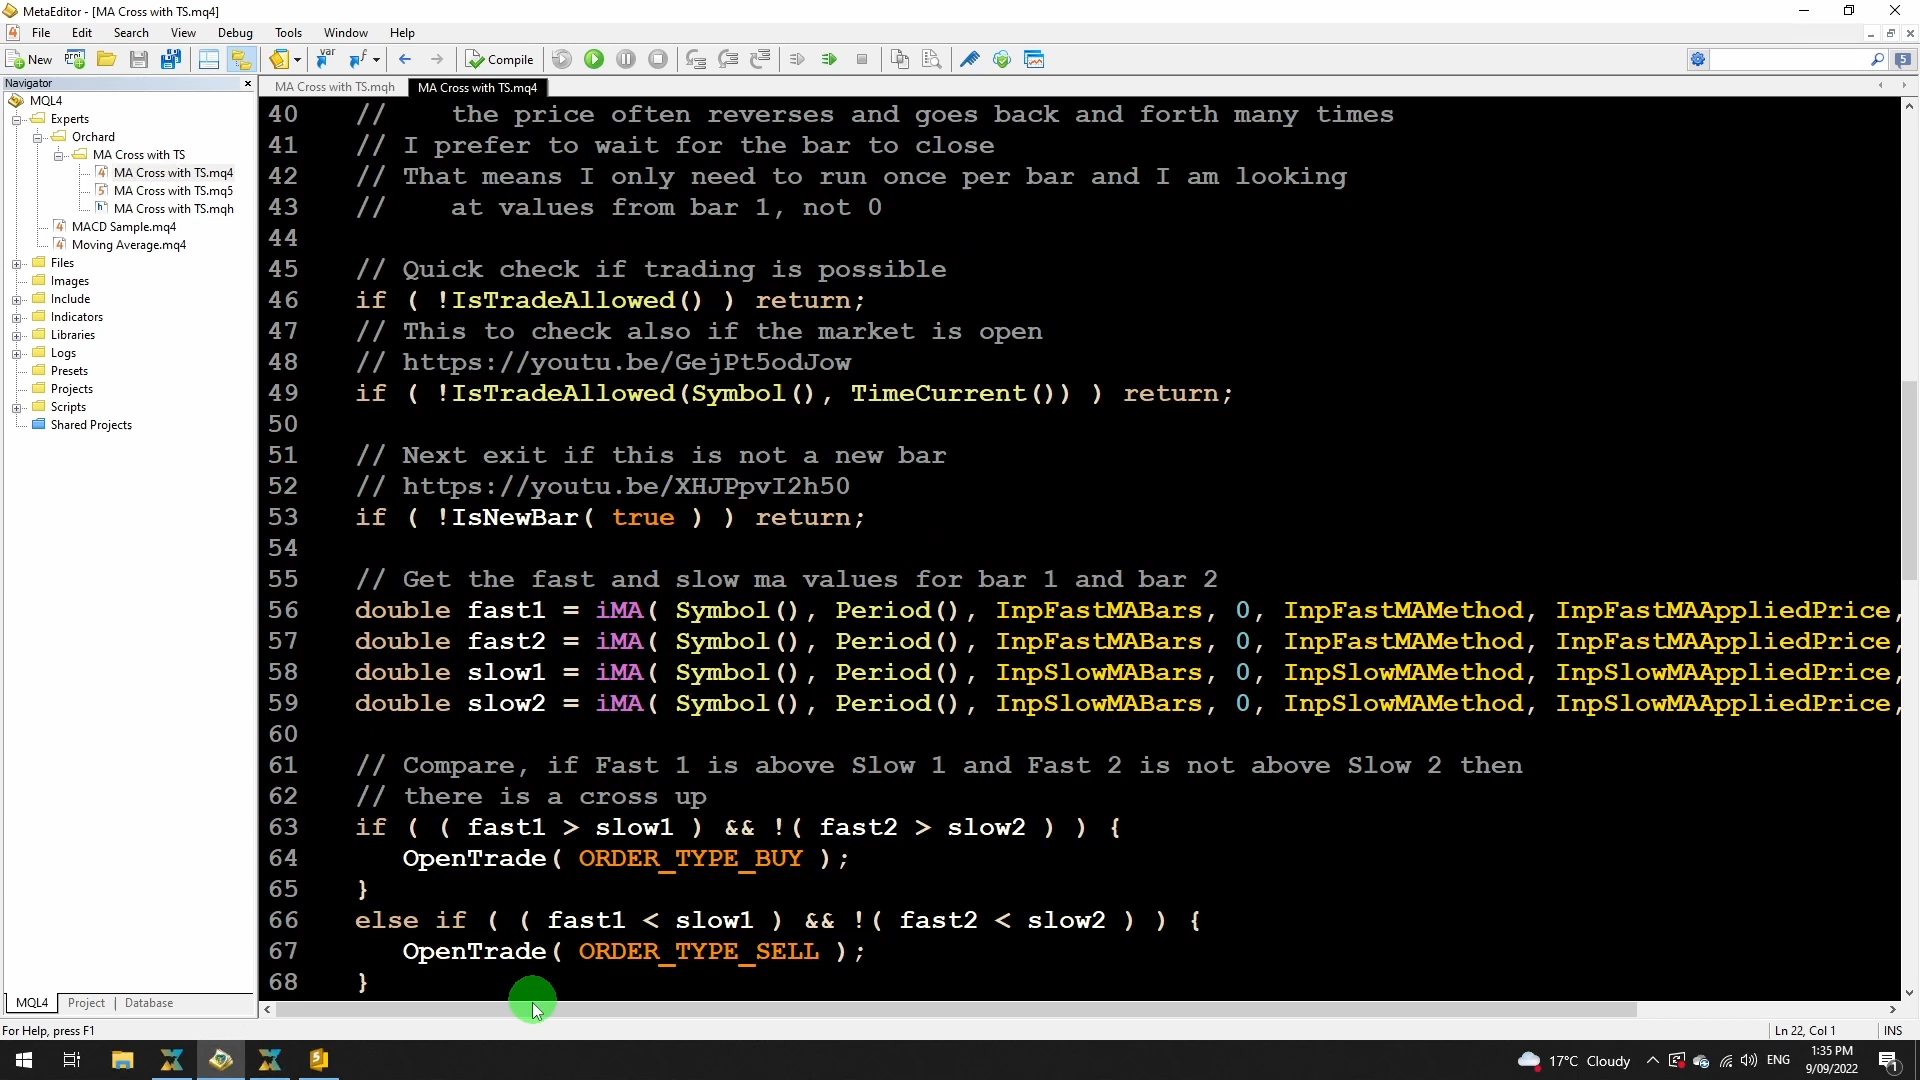 MetaEditor - [MA Cross with TS.mq4]
File Edit Search View Debug Tools Window Help
New Compile 5
Navigator
MQL4
Experts
Orchard
MA Cross with TS
MA Cross with TS.mq4
MA Cross with TS.mq5
MA Cross with TS.mqh
MACD Sample.mq4
Moving Average.mq4
Files
Images
Include
Indicators
Libraries
Logs
Presets
Projects
Scripts
Shared Projects
MQL4 Project Database
MA Cross with TS.mqh MA Cross with TS.mq4
40 // the price often reverses and goes back and forth many times
41 // I prefer to wait for the bar to close
42 // That means I only need to run once per bar and I am looking
43 // at values from bar 1, not 0
44
45 // Quick check if trading is possible
46 if ( !IsTradeAllowed() ) return;
47 // This to check also if the market is open
48 // https://youtu.be/GejPt5odJow
49 if ( !IsTradeAllowed(Symbol(), TimeCurrent()) ) return;
50
51 // Next exit if this is not a new bar
52 // https://youtu.be/XHJPpvI2h50
53 if ( !IsNewBar( true ) ) return;
54
55 // Get the fast and slow ma values for bar 1 and bar 2
56 double fast1 = iMA( Symbol(), Period(), InpFastMABars, 0, InpFastMAMethod, InpFastMAAppliedPrice,
57 double fast2 = iMA( Symbol(), Period(), InpFastMABars, 0, InpFastMAMethod, InpFastMAAppliedPrice,
58 double slow1 = iMA( Symbol(), Period(), InpSlowMABars, 0, InpSlowMAMethod, InpSlowMAAppliedPrice,
59 double slow2 = iMA( Symbol(), Period(), InpSlowMABars, 0, InpSlowMAMethod, InpSlowMAAppliedPrice,
60
61 // Compare, if Fast 1 is above Slow 1 and Fast 2 is not above Slow 2 then
62 // there is a cross up
63 if ( ( fast1 > slow1 ) && !( fast2 > slow2 ) ) {
64 OpenTrade( ORDER_TYPE_BUY );
65 }
66 else if ( ( fast1 < slow1 ) && !( fast2 < slow2 ) ) {
67 OpenTrade( ORDER_TYPE_SELL );
68 }
For Help, press F1 Ln 22, Col 1 INS
17°C Cloudy ENG 1:35 PM
9/09/2022